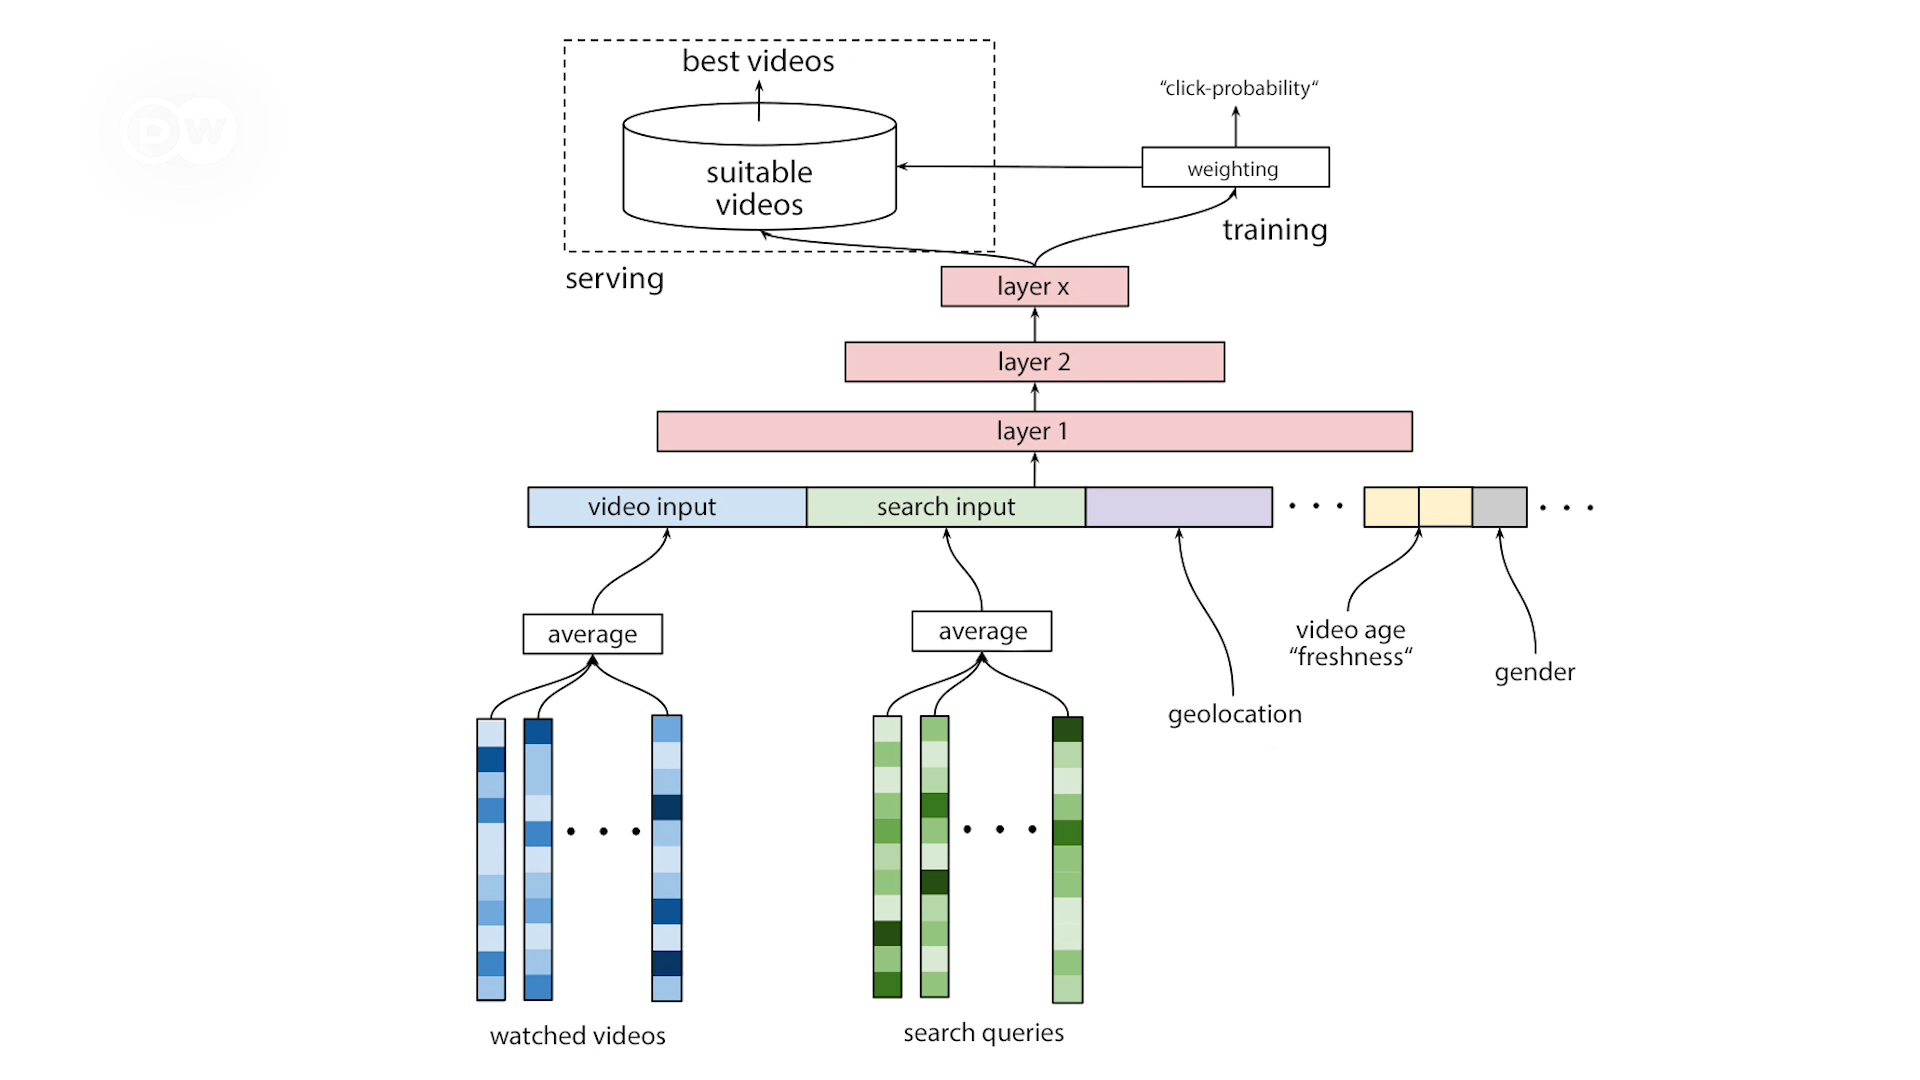 DW
best videos
suitable
videos
serving
“click-probability“
weighting
training
layer x
layer 2
layer 1
video input
search input
average
average
video age
“freshness“
gender
geolocation
watched videos
search queries